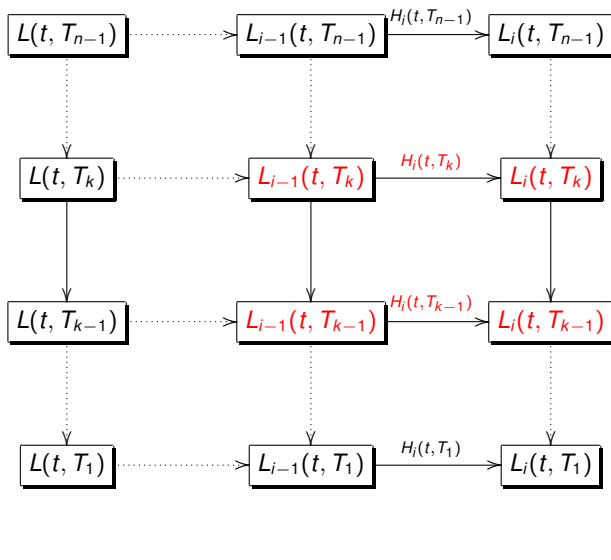 L(t, Tₙ₋₁) Lᵢ₋₁(t, Tₙ₋₁) Hᵢ(t,Tₙ₋₁) Lᵢ(t, Tₙ₋₁)
L(t, Tₖ) Lᵢ₋₁(t, Tₖ) Hᵢ(t,Tₖ) Lᵢ(t, Tₖ)
L(t, Tₖ₋₁) Lᵢ₋₁(t, Tₖ₋₁) Hᵢ(t,Tₖ₋₁) Lᵢ(t, Tₖ₋₁)
L(t, T₁) Lᵢ₋₁(t, T₁) Hᵢ(t,T₁) Lᵢ(t, T₁)